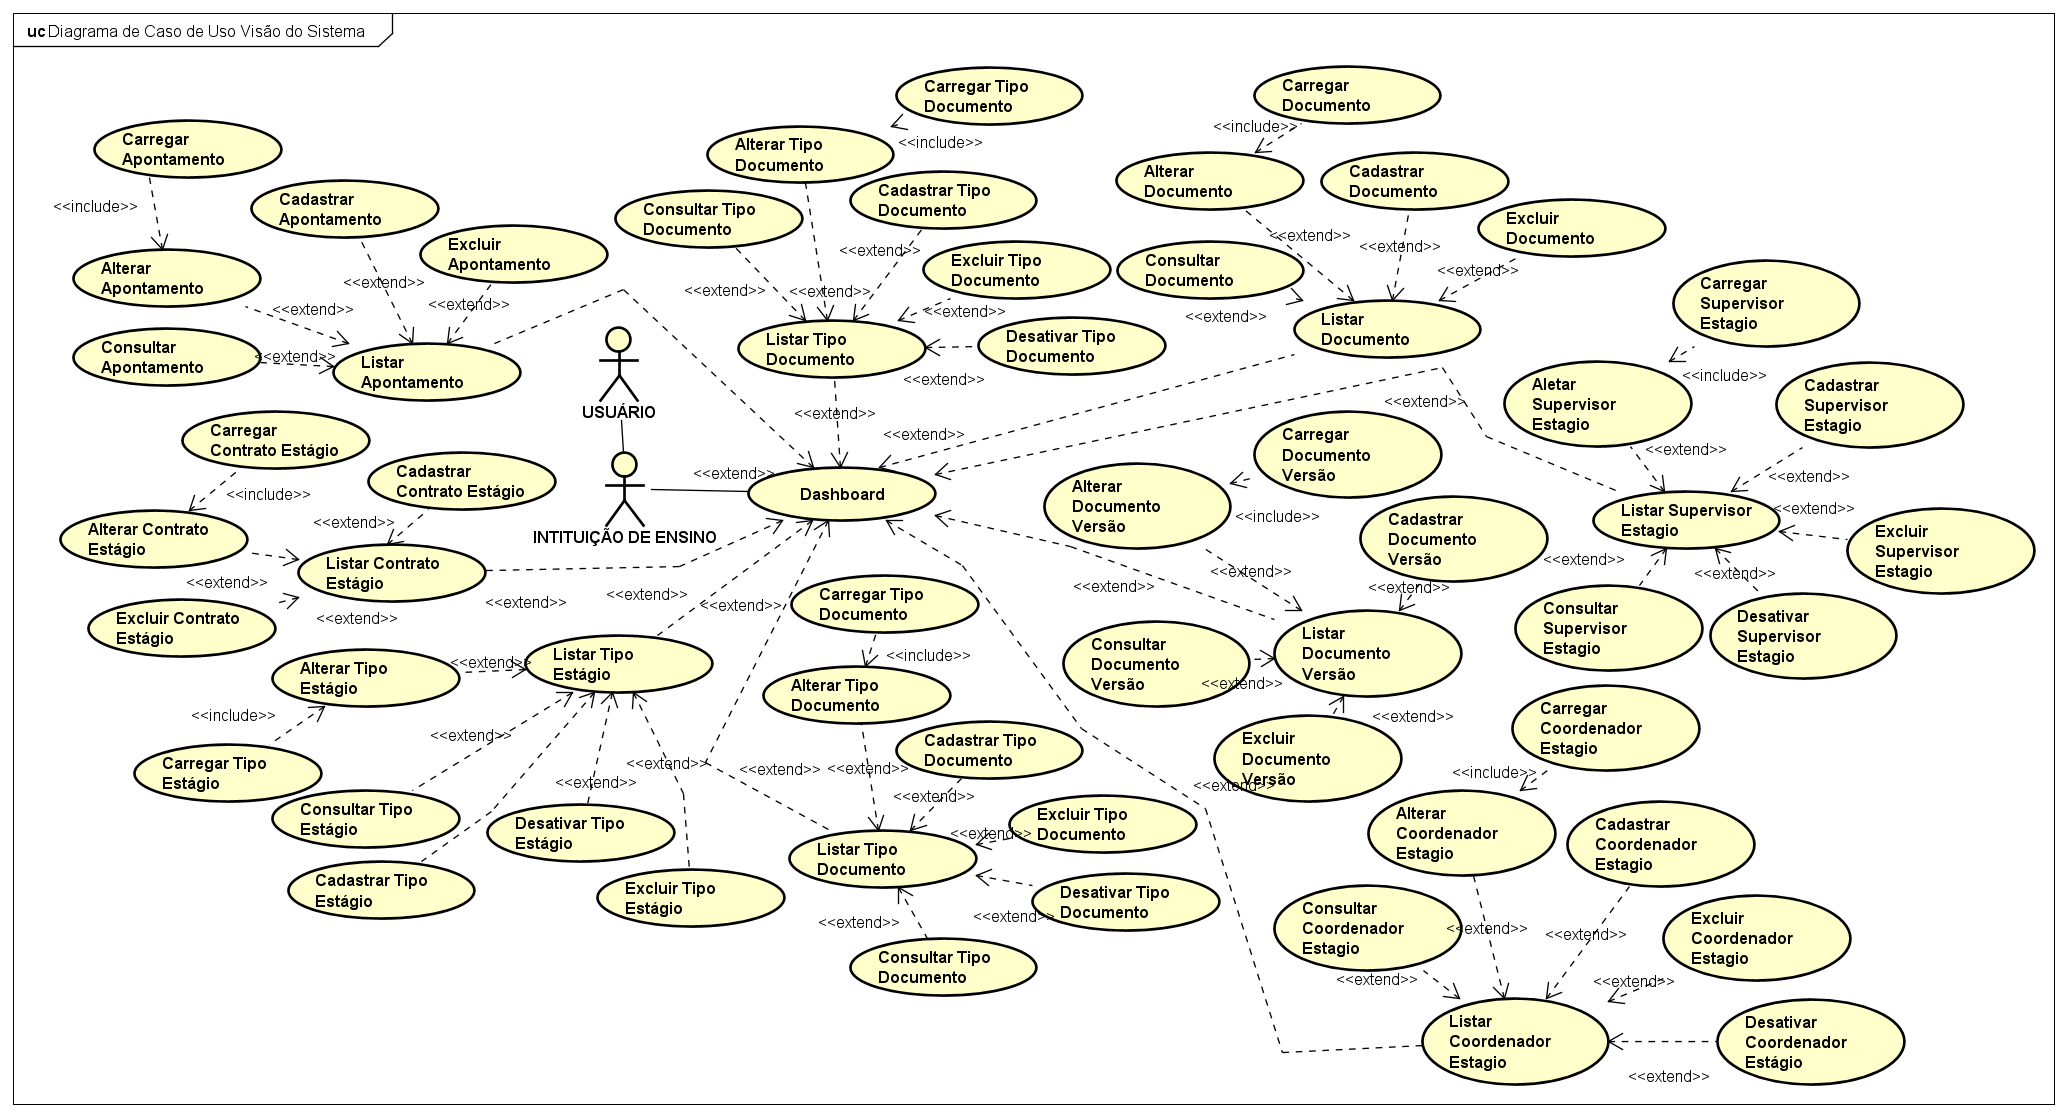 uc Diagrama de Caso de Uso Visão do Sistema
Carregar
Apontamento
<<include>>
Cadastrar
Apontamento
Excluir
Apontamento
Alterar
Apontamento
<<extend>>
<<extend>>
<<extend>>
Consultar
Apontamento
<<extend>>
Listar
Apontamento
<<extend>>
USUÁRIO
INTITUIÇÃO DE ENSINO
Dashboard
Carregar Tipo
Documento
<<include>>
Alterar Tipo
Documento
Cadastrar Tipo
Documento
Consultar Tipo
Documento
Excluir Tipo
Documento
<<extend>>
<<extend>>
<<extend>>
<<extend>>
Desativar Tipo
Documento
<<extend>>
Listar Tipo
Documento
<<extend>>
Carregar
Documento
<<include>>
Alterar
Documento
Cadastrar
Documento
Excluir
Documento
Consultar
Documento
<<extend>>
<<extend>>
<<extend>>
<<extend>>
Listar
Documento
<<extend>>
Carregar
Supervisor
Estagio
<<include>>
Aletar
Supervisor
Estagio
Cadastrar
Supervisor
Estagio
<<extend>>
<<extend>>
<<extend>>
<<extend>>
Listar Supervisor
Estagio
Excluir
Supervisor
Estagio
<<extend>>
<<extend>>
Consultar
Supervisor
Estagio
Desativar
Supervisor
Estagio
Carregar
Contrato Estágio
<<include>>
Cadastrar
Contrato Estágio
<<extend>>
Alterar Contrato
Estágio
<<extend>>
Listar Contrato
Estágio
<<extend>>
Excluir Contrato
Estágio
<<extend>>
Carregar
Documento
Versão
<<include>>
Alterar
Documento
Versão
Cadastrar
Documento
Versão
<<extend>>
<<extend>>
<<extend>>
Listar
Documento
Versão
Consultar
Documento
Versão
<<extend>>
<<extend>>
Excluir
Documento
Versão
Listar Tipo
Estágio
<<extend>>
Alterar Tipo
Estágio
<<extend>>
<<include>>
Carregar Tipo
Estágio
<<extend>>
Consultar Tipo
Estágio
<<extend>>
<<extend>>
Desativar Tipo
Estágio
Cadastrar Tipo
Estágio
Excluir Tipo
Estágio
<<extend>>
Carregar Tipo
Documento
<<include>>
Alterar Tipo
Documento
Cadastrar Tipo
Documento
<<extend>>
<<extend>>
<<extend>>
Excluir Tipo
Documento
<<extend>>
Listar Tipo
Documento
Desativar Tipo
Documento
<<extend>>
<<extend>>
Consultar Tipo
Documento
Carregar
Coordenador
Estagio
<<include>>
<<extend>>
Alterar
Coordenador
Estagio
Cadastrar
Coordenador
Estagio
Consultar
Coordenador
Estagio
Excluir
Coordenador
Estagio
<<extend>>
<<extend>>
<<extend>>
<<extend>>
Listar
Coordenador
Estagio
Desativar
Coordenador
Estágio
<<extend>>